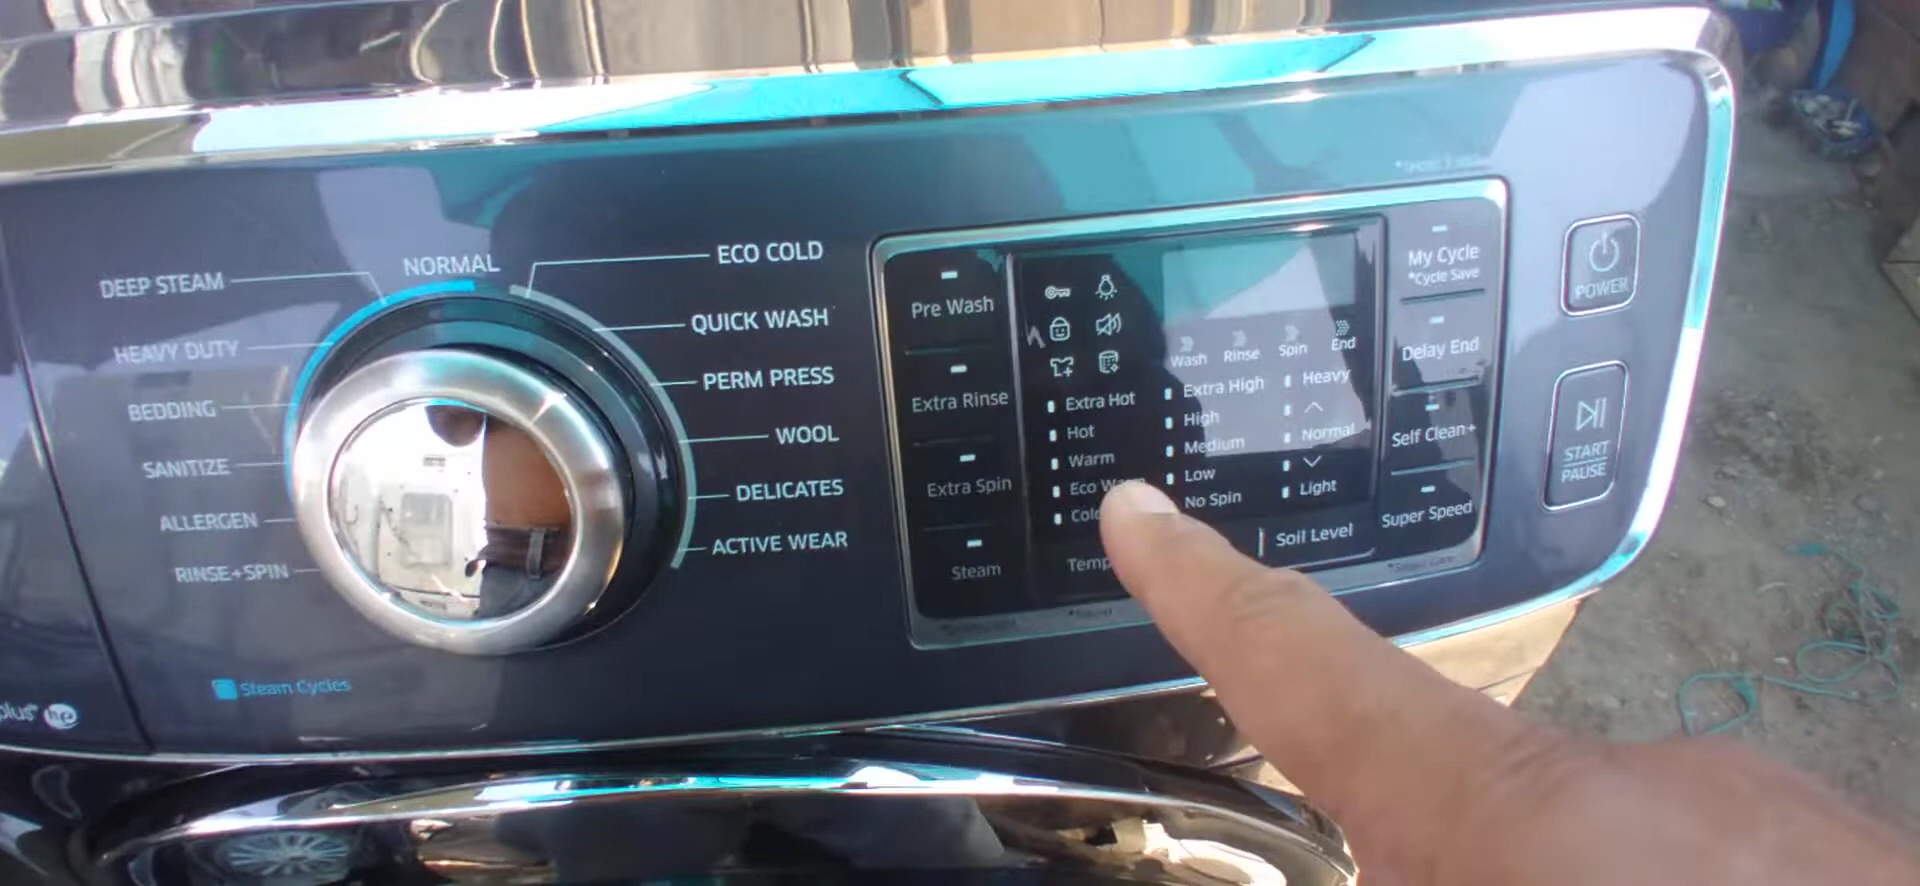 NORMAL
DEEP STEAM
HEAVY DUTY
BEDDING
SANITIZE
ALLERGEN
RINSE+SPIN
ECO COLD
QUICK WASH
PERM PRESS
WOOL
DELICATES
ACTIVE WEAR
Steam Cycles
plus
Pre Wash
Extra Rinse
Extra Spin
Steam
Wash Rinse Spin End
Extra Hot
Hot
Warm
Eco
Extra High
High
Medium
Low
No Spin
Heavy
Normal
Light
Soil Level
My Cycle
*Cycle Save
Delay End
Self Clean+
Super Speed
POWER
START
PAUSE